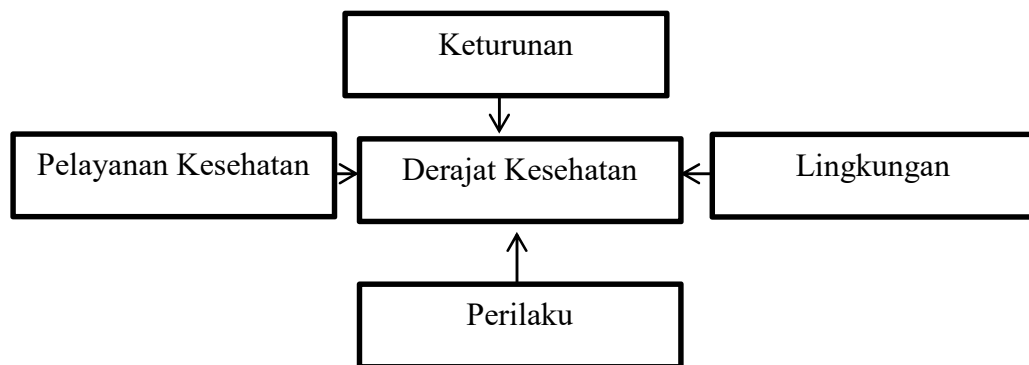 Keturunan
Pelayanan Kesehatan
Derajat Kesehatan
Lingkungan
Perilaku